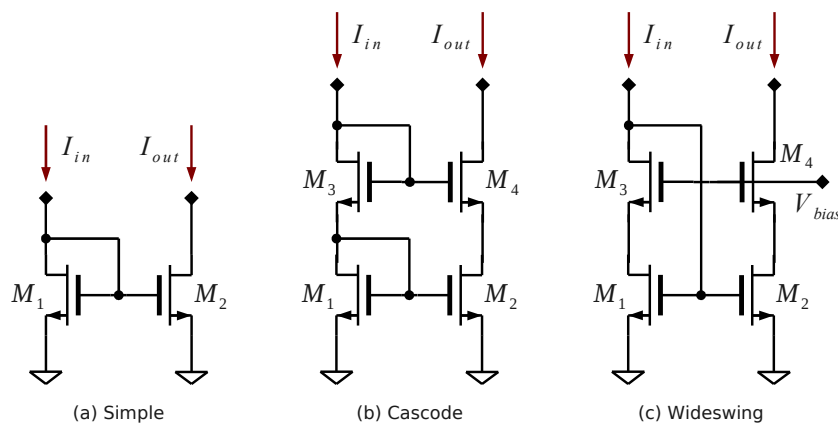 I_in I_out
M_1 M_2
(a) Simple
I_in I_out
M_3 M_4
M_1 M_2
(b) Cascode
I_in I_out
M_3 M_4
V_bias
M_1 M_2
(c) Wideswing